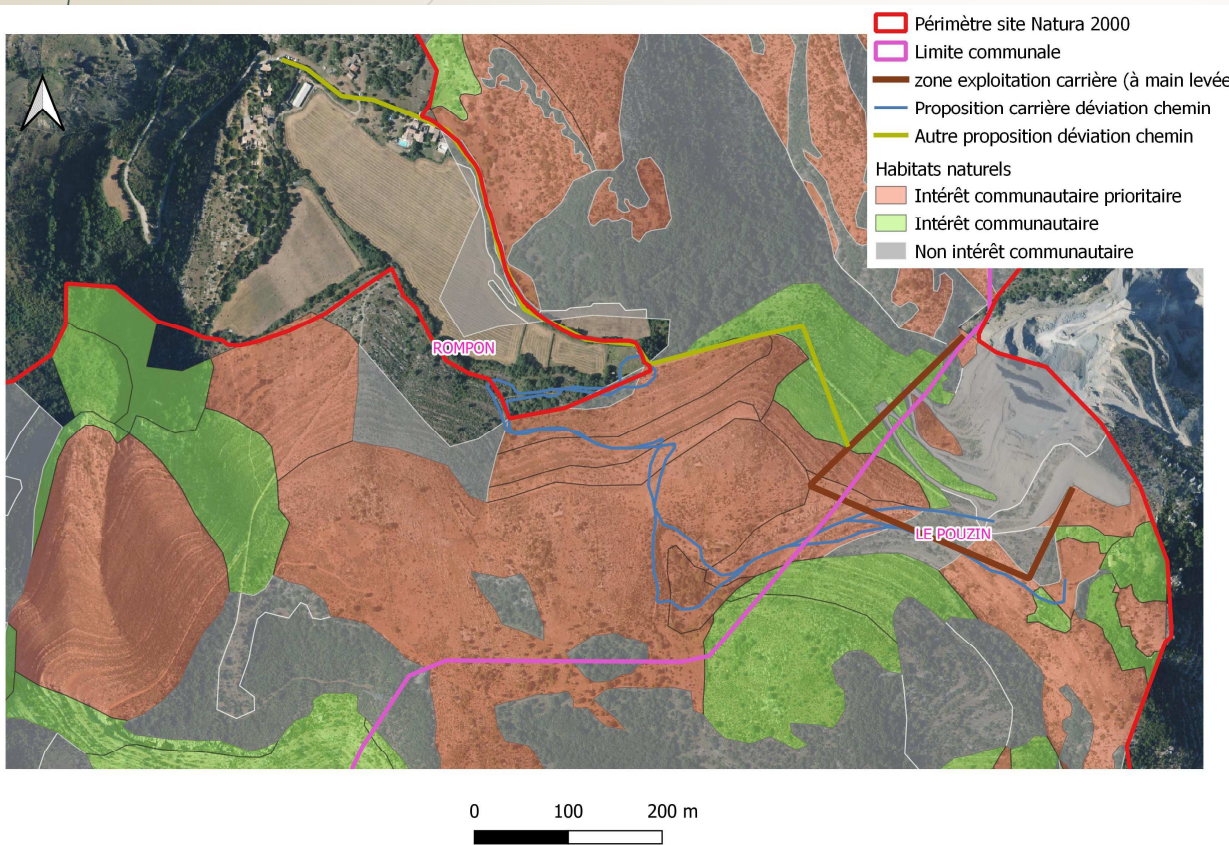 Périmètre site Natura 2000
Limite communale
zone exploitation carrière (à main levée
Proposition carrière déviation chemin
Autre proposition déviation chemin
Habitats naturels
Intérêt communautaire prioritaire
Intérêt communautaire
Non intérêt communautaire
ROMPON
LE POUZIN
0 100 200 m